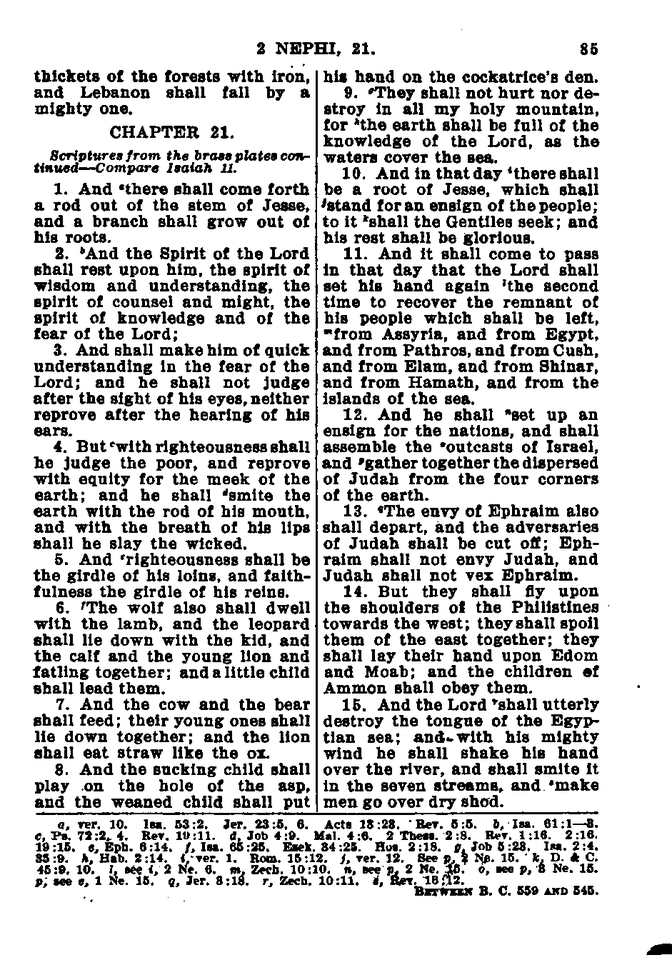 2 NEPHI, 21. 85
thickets of the forests with iron,
and Lebanon shall fall by a
mighty one.
CHAPTER 21.
Scriptures from the brass plates con-
tinued—Compare Isaiah 11.
1. And ᵃthere shall come forth
a rod out of the stem of Jesse,
and a branch shall grow out of
his roots.
2. ᵇAnd the Spirit of the Lord
shall rest upon him, the spirit of
wisdom and understanding, the
spirit of counsel and might, the
spirit of knowledge and of the
fear of the Lord;
3. And shall make him of quick
understanding in the fear of the
Lord; and he shall not judge
after the sight of his eyes, neither
reprove after the hearing of his
ears.
4. But ᶜwith righteousness shall
he judge the poor, and reprove
with equity for the meek of the
earth; and he shall ᵈsmite the
earth with the rod of his mouth,
and with the breath of his lips
shall he slay the wicked.
5. And ᵉrighteousness shall be
the girdle of his loins, and faith-
fulness the girdle of his reins.
6. ᶠThe wolf also shall dwell
with the lamb, and the leopard
shall lie down with the kid, and
the calf and the young lion and
fatling together; and a little child
shall lead them.
7. And the cow and the bear
shall feed; their young ones shall
lie down together; and the lion
shall eat straw like the ox.
8. And the sucking child shall
play on the hole of the asp,
and the weaned child shall put
his hand on the cockatrice's den.
9. ᵍThey shall not hurt nor de-
stroy in all my holy mountain,
for ʰthe earth shall be full of the
knowledge of the Lord, as the
waters cover the sea.
10. And in that day ⁱthere shall
be a root of Jesse, which shall
ʲstand for an ensign of the people;
to it ᵏshall the Gentiles seek; and
his rest shall be glorious.
11. And it shall come to pass
in that day that the Lord shall
set his hand again ˡthe second
time to recover the remnant of
his people which shall be left,
ᵐfrom Assyria, and from Egypt,
and from Pathros, and from Cush,
and from Elam, and from Shinar,
and from Hamath, and from the
islands of the sea.
12. And he shall ⁿset up an
ensign for the nations, and shall
assemble the ᵒoutcasts of Israel,
and ᵖgather together the dispersed
of Judah from the four corners
of the earth.
13. qThe envy of Ephraim also
shall depart, and the adversaries
of Judah shall be cut off; Eph-
raim shall not envy Judah, and
Judah shall not vex Ephraim.
14. But they shall fly upon
the shoulders of the Philistines
towards the west; they shall spoil
them of the east together; they
shall lay their hand upon Edom
and Moab; and the children of
Ammon shall obey them.
15. And the Lord ʳshall utterly
destroy the tongue of the Egyp-
tian sea; and with his mighty
wind he shall shake his hand
over the river, and shall smite it
in the seven streams, and ˢmake
men go over dry shod.
a, ver. 10. Isa. 53:2. Jer. 23:5, 6. Acts 13:23. Rev. 5:5. b, Isa. 61:1—3.
c, Ps. 72:2, 4. Rev. 19:11. d, Job 4:9. Mal. 4:6. 2 Thess. 2:8. Rev. 1:16. 2:16.
19:15. e, Eph. 6:14. f, Isa. 65:25. Ezek. 34:25. Hos. 2:18. g, Job 5:23. Isa. 2:4.
35:9. h, Hab. 2:14. i, ver. 1. Rom. 15:12. j, ver. 12. See p, 2 Ne. 15. k, D. & C.
45:9, 10. l, see i, 2 Ne. 6. m, Zech. 10:10. n, see p, 2 Ne. 15. o, see p, 3 Ne. 15.
p, see e, 1 Ne. 15. q, Jer. 3:18. r, Zech. 10:11. s, Rev. 16:12.
BETWEEN B. C. 559 AND 545.